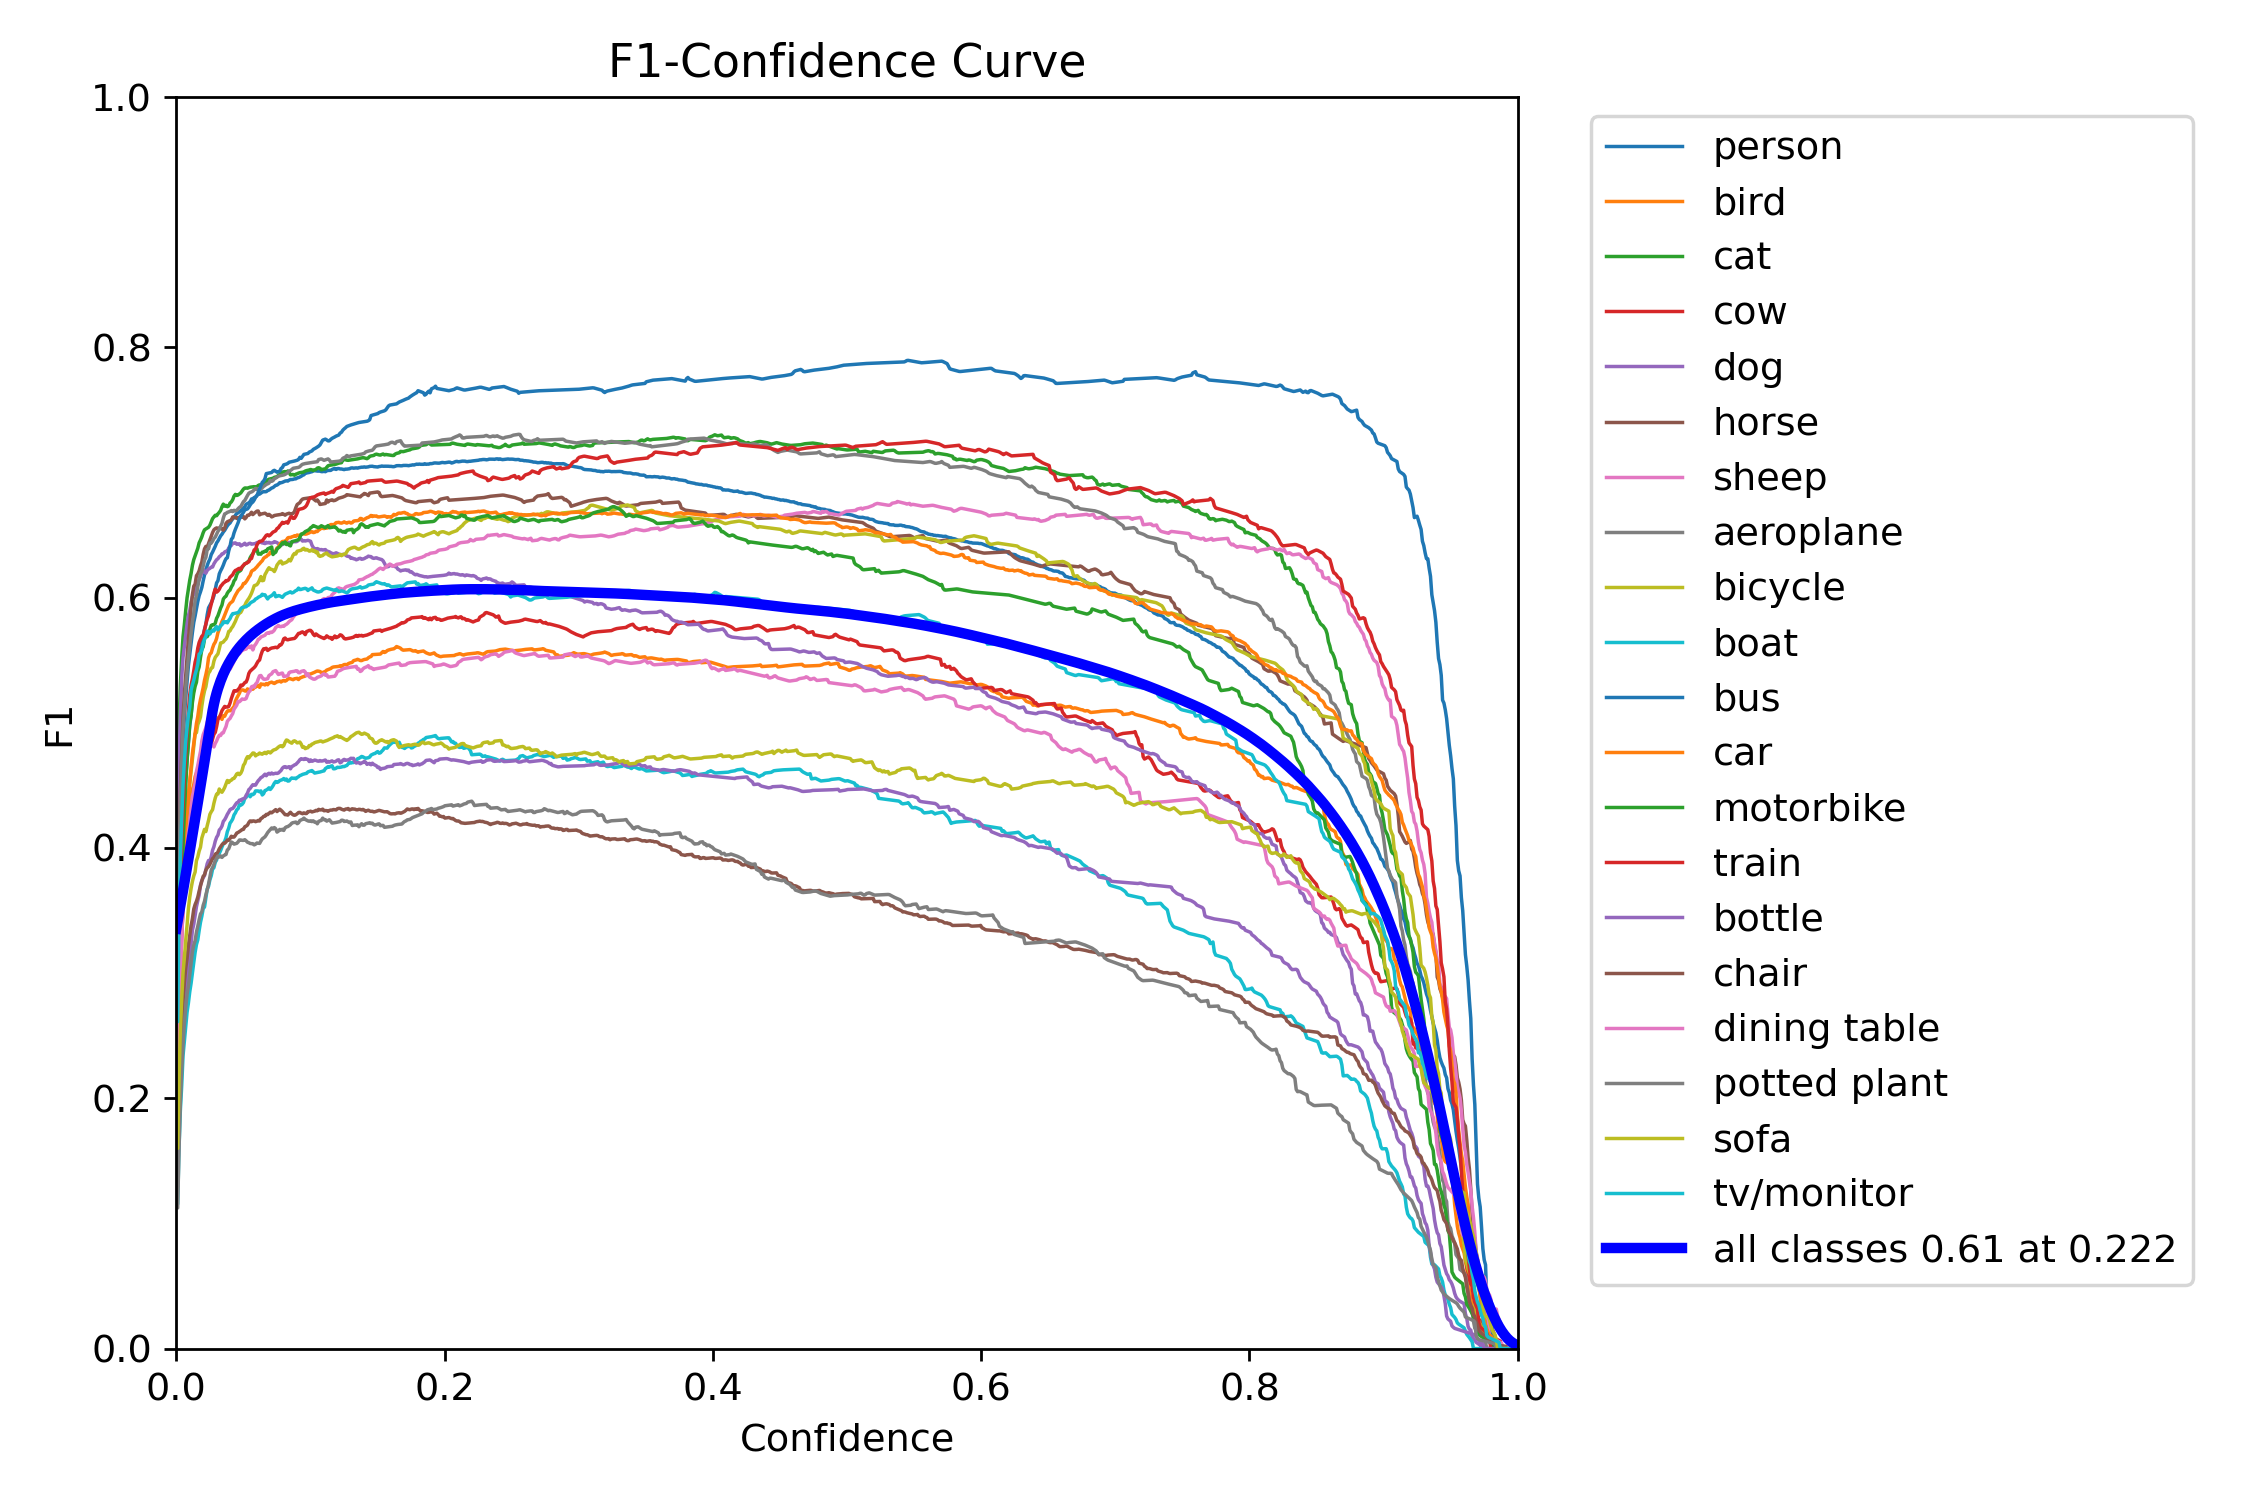 F1-Confidence Curve
1.0
0.8
0.6
0.4
0.2
0.0
F1
0.0 0.2 0.4 0.6 0.8 1.0
Confidence
person
bird
cat
cow
dog
horse
sheep
aeroplane
bicycle
boat
bus
car
motorbike
train
bottle
chair
dining table
potted plant
sofa
tv/monitor
all classes 0.61 at 0.222